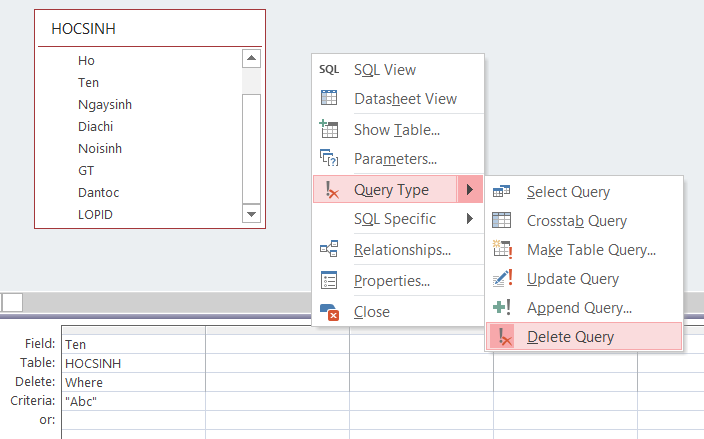 HOCSINH
Ho
Ten
Ngaysinh
Diachi
Noisinh
GT
Dantoc
LOPID
SQL SQL View
Datasheet View
Show Table...
Parameters...
Query Type
SQL Specific
Relationships...
Properties...
Close
Select Query
Crosstab Query
Make Table Query...
Update Query
Append Query...
Delete Query
Field: Ten
Table: HOCSINH
Delete: Where
Criteria: "Abc"
or: